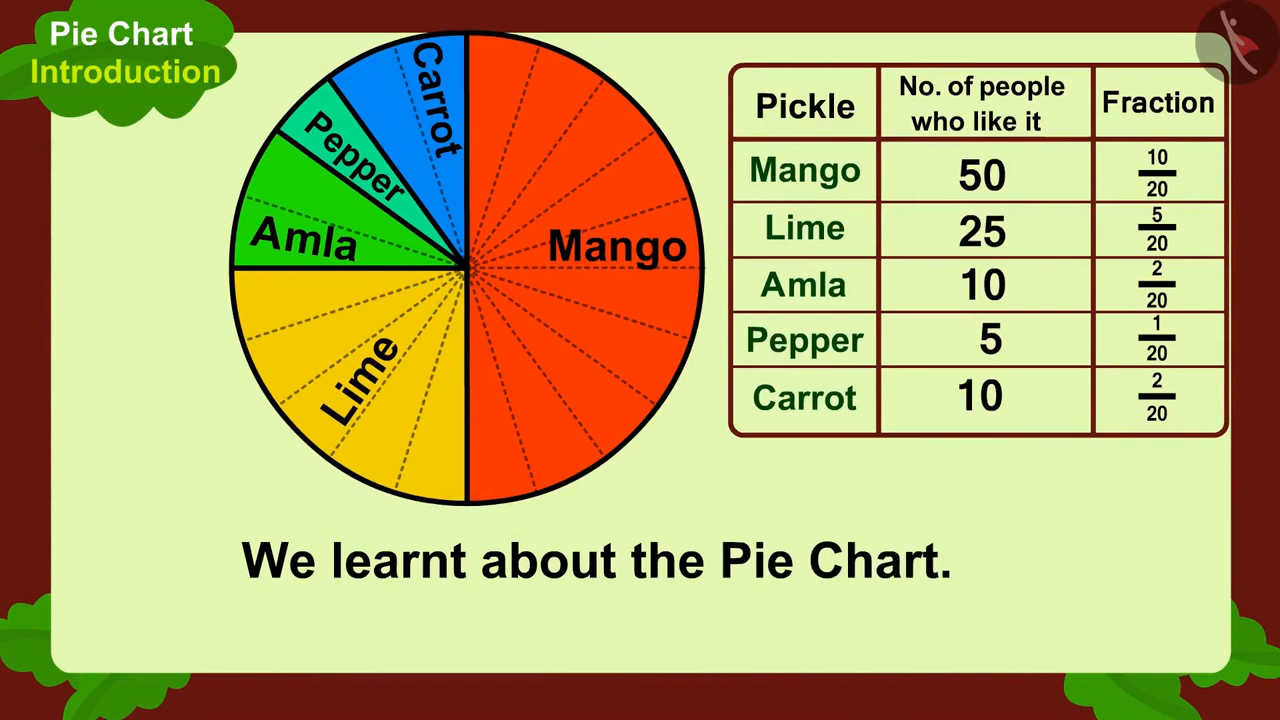 Pie Chart
Introduction
Carrot
Pepper
Amla
Mango
Lime
Pickle No. of people who like it Fraction
Mango 50 10/20
Lime 25 5/20
Amla 10 2/20
Pepper 5 1/20
Carrot 10 2/20
We learnt about the Pie Chart.